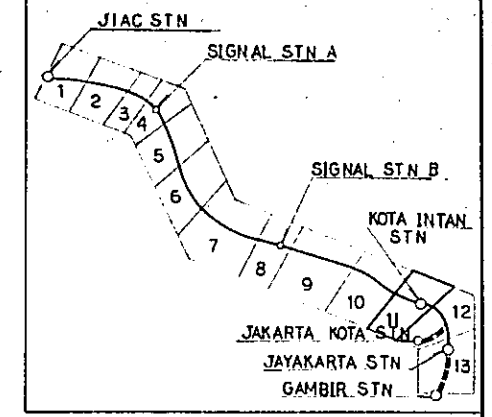 JIAC STN
SIGNAL STN A
1
2
3
4
5
6
SIGNAL STN B
7
8
KOTA INTAN
STN
9
10
11
12
JAKARTA KOTA STN
JAYAKARTA STN
13
GAMBIR STN